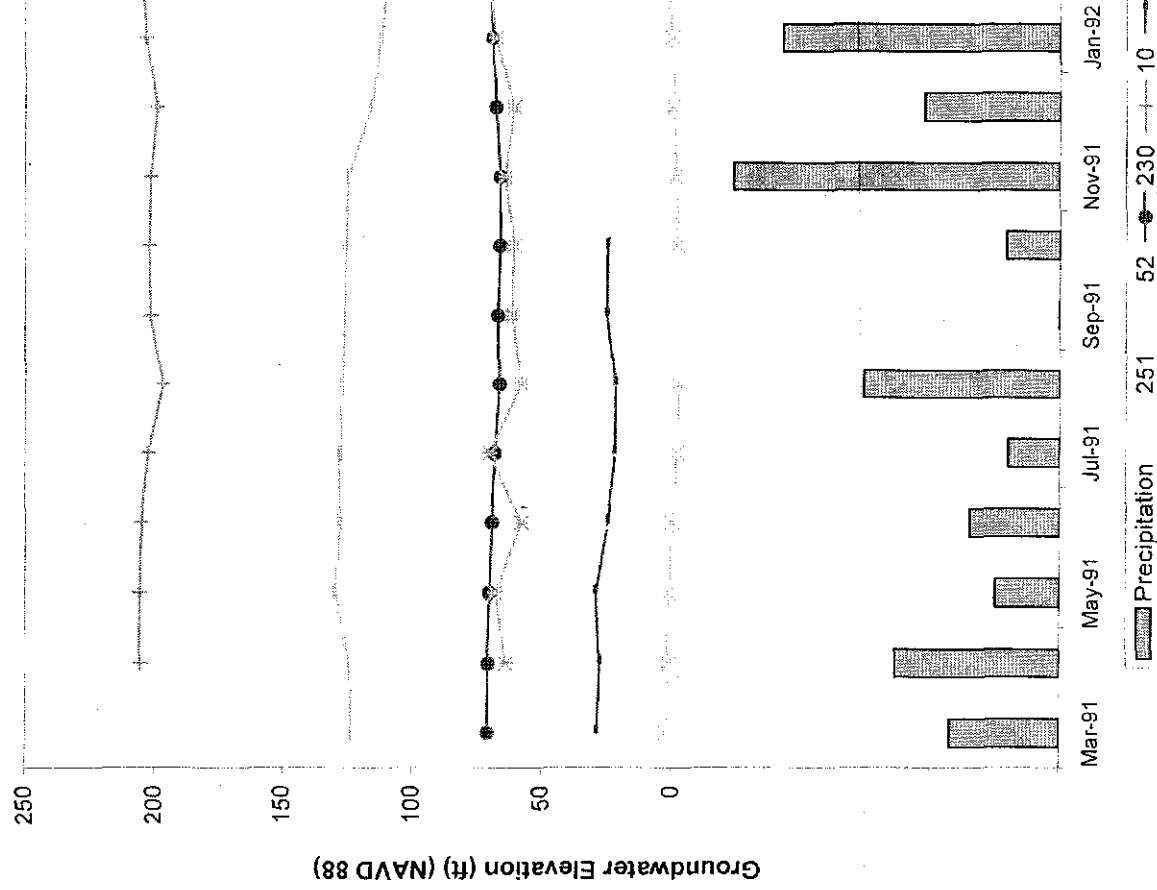 250
200
150
100
50
0
Groundwater Elevation (ft) (NAVD 88)
Mar-91 May-91 Jul-91 Sep-91 Nov-91 Jan-92
Precipitation 251 52 230 10